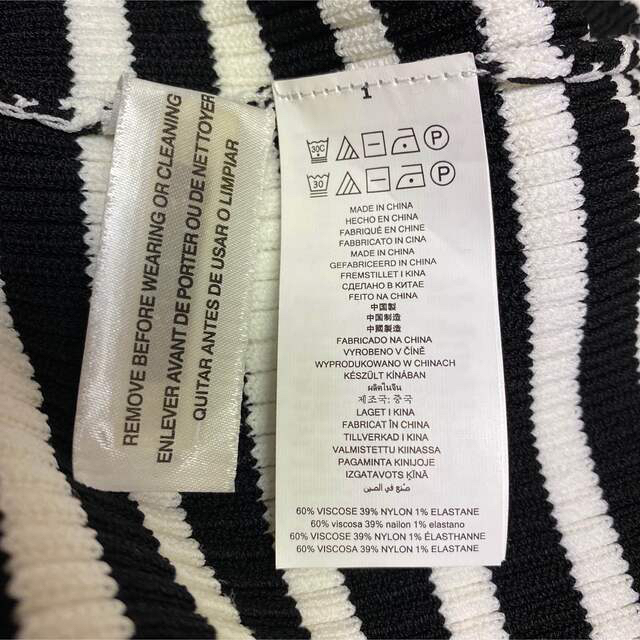 REMOVE BEFORE WEARING OR CLEANING
ENLEVER AVANT DE PORTER OU DE NETTOYER
QUITAR ANTES DE USAR O LIMPIAR
1
30C P
30 P
MADE IN CHINA
HECHO EN CHINA
FABRIQUÉ EN CHINE
FABBRICATO IN CINA
MADE IN CHINA
GEFABRICEERD IN CHINA
FREMSTILLET I KINA
СДЕЛАНО В КИТАЕ
FEITO NA CHINA
中国製
中国制造
中國製造
FABRICADO NA CHINA
VYROBENO V ČÍNĚ
WYPRODUKOWANO W CHINACH
KÉSZÜLT KÍNÁBAN
ผลิตในจีน
제조국: 중국
LAGET I KINA
FABRICAT ÎN CHINA
TILLVERKAD I KINA
VALMISTETTU KIINASSA
PAGAMINTA KINIJOJE
IZGATAVOTS ĶĪNĀ
صُنع في الصين
60% VISCOSE 39% NYLON 1% ELASTANE
60% viscosa 39% nailon 1% elastano
60% VISCOSE 39% NYLON 1% ÉLASTHANNE
60% VISCOSE 39% NYLON 1% ELASTANE